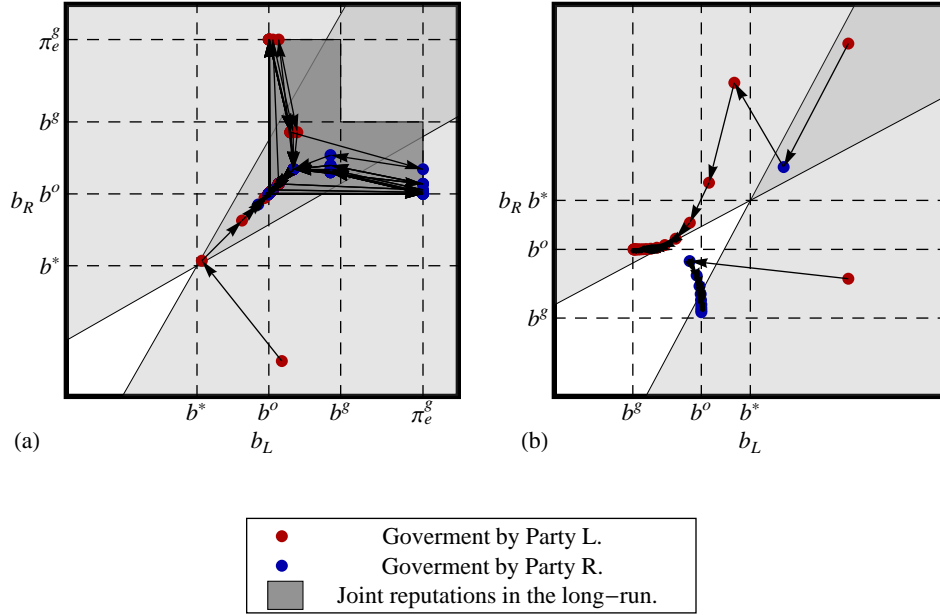 π_e^g
b^g
b_R b^o
b^*
b^* b^o b^g π_e^g
(a)
b_L
b_R b^*
b^o
b^g
b^g b^o b^*
(b)
b_L
Goverment by Party L.
Goverment by Party R.
Joint reputations in the long−run.